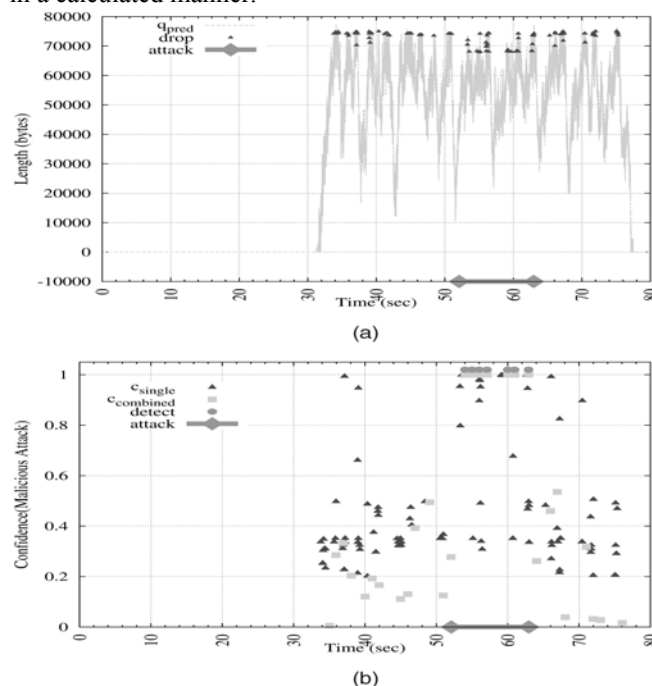 in a calculated manner.
80000
70000
60000
50000
40000
30000
20000
10000
0
-10000
Length (bytes)
q_pred
drop
attack
0
10
20
30
40
50
60
70
80
Time (sec)
(a)
1
0.8
0.6
0.4
0.2
0
Confidence(Malicious Attack)
c_single
c_combined
detect
attack
0
10
20
30
40
50
60
70
80
Time (sec)
(b)